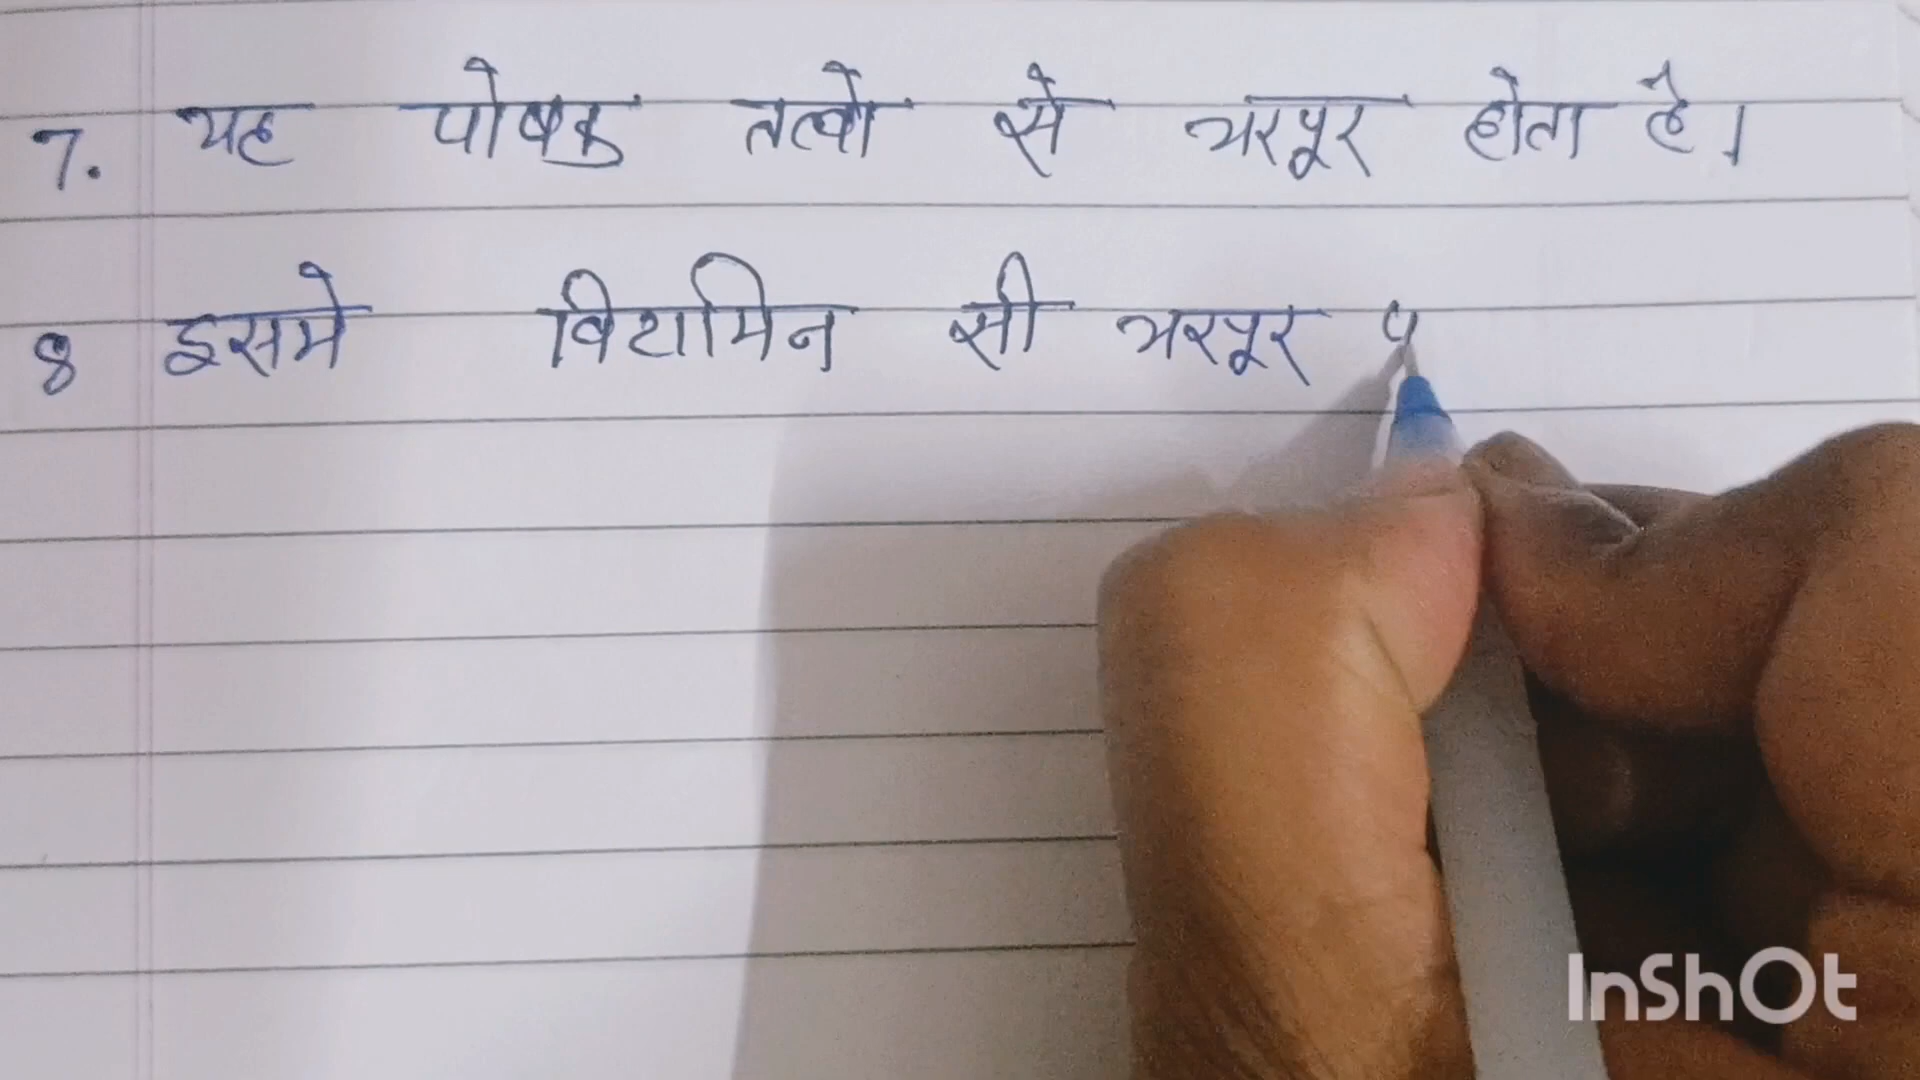 7. यह पोषक तत्वो से भरपूर होता है।
8 इसमे विटामिन सी भरपूर प
InShOt